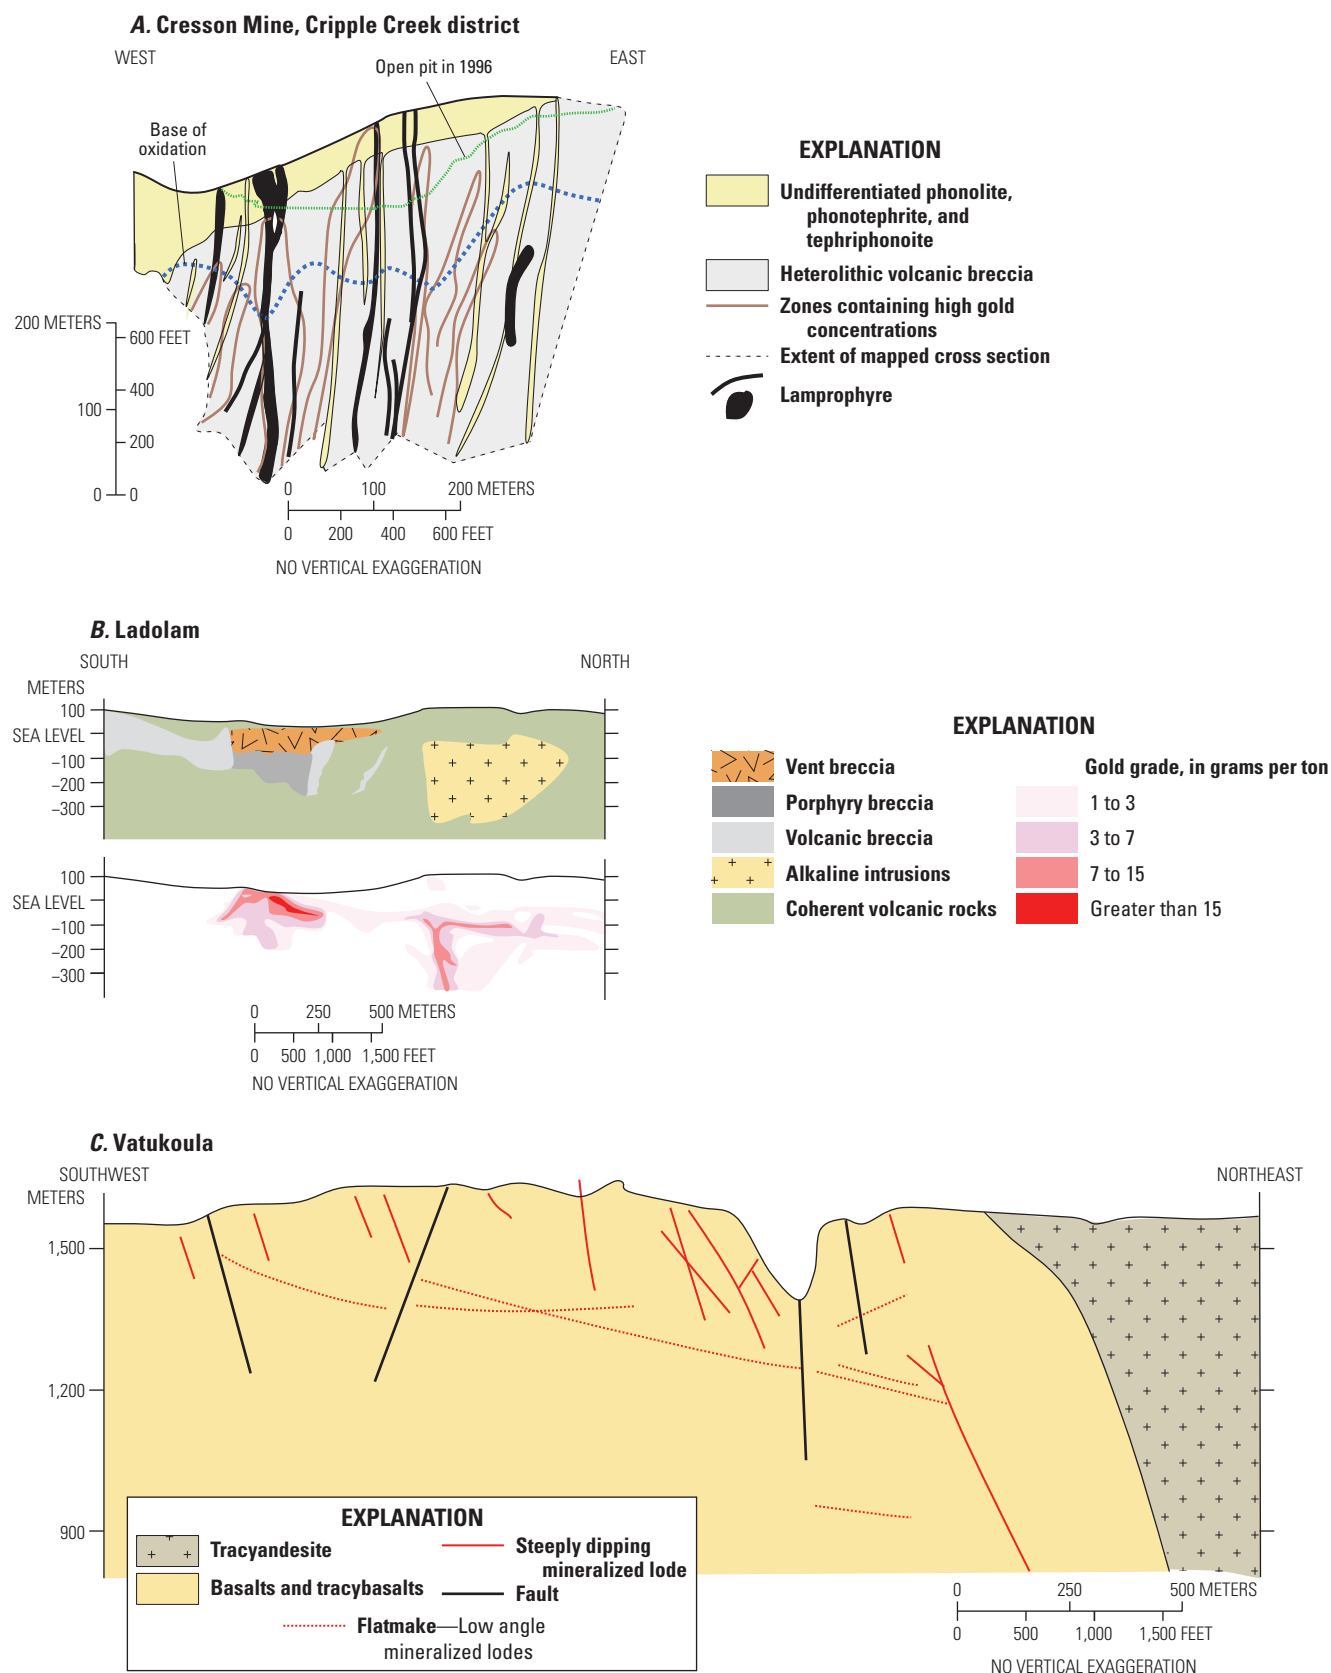 A. Cresson Mine, Cripple Creek district
WEST
EAST
Open pit in 1996
Base of
oxidation
200 METERS
600 FEET
400
100
200
0
0
0
100
200 METERS
0
200
400
600 FEET
NO VERTICAL EXAGGERATION
EXPLANATION
Undifferentiated phonolite,
phonotephrite, and
tephriphonoite
Heterolithic volcanic breccia
Zones containing high gold
concentrations
Extent of mapped cross section
Lamprophyre
B. Ladolam
SOUTH
NORTH
METERS
100
SEA LEVEL
–100
–200
–300
100
SEA LEVEL
–100
–200
–300
0
250
500 METERS
0
500
1,000
1,500 FEET
NO VERTICAL EXAGGERATION
EXPLANATION
Vent breccia
Porphyry breccia
Volcanic breccia
Alkaline intrusions
Coherent volcanic rocks
Gold grade, in grams per ton
1 to 3
3 to 7
7 to 15
Greater than 15
C. Vatukoula
SOUTHWEST
NORTHEAST
METERS
1,500
1,200
900
EXPLANATION
Tracyandesite
Basalts and tracybasalts
Steeply dipping
mineralized lode
Fault
Flatmake—Low angle
mineralized lodes
0
250
500 METERS
0
500
1,000
1,500 FEET
NO VERTICAL EXAGGERATION